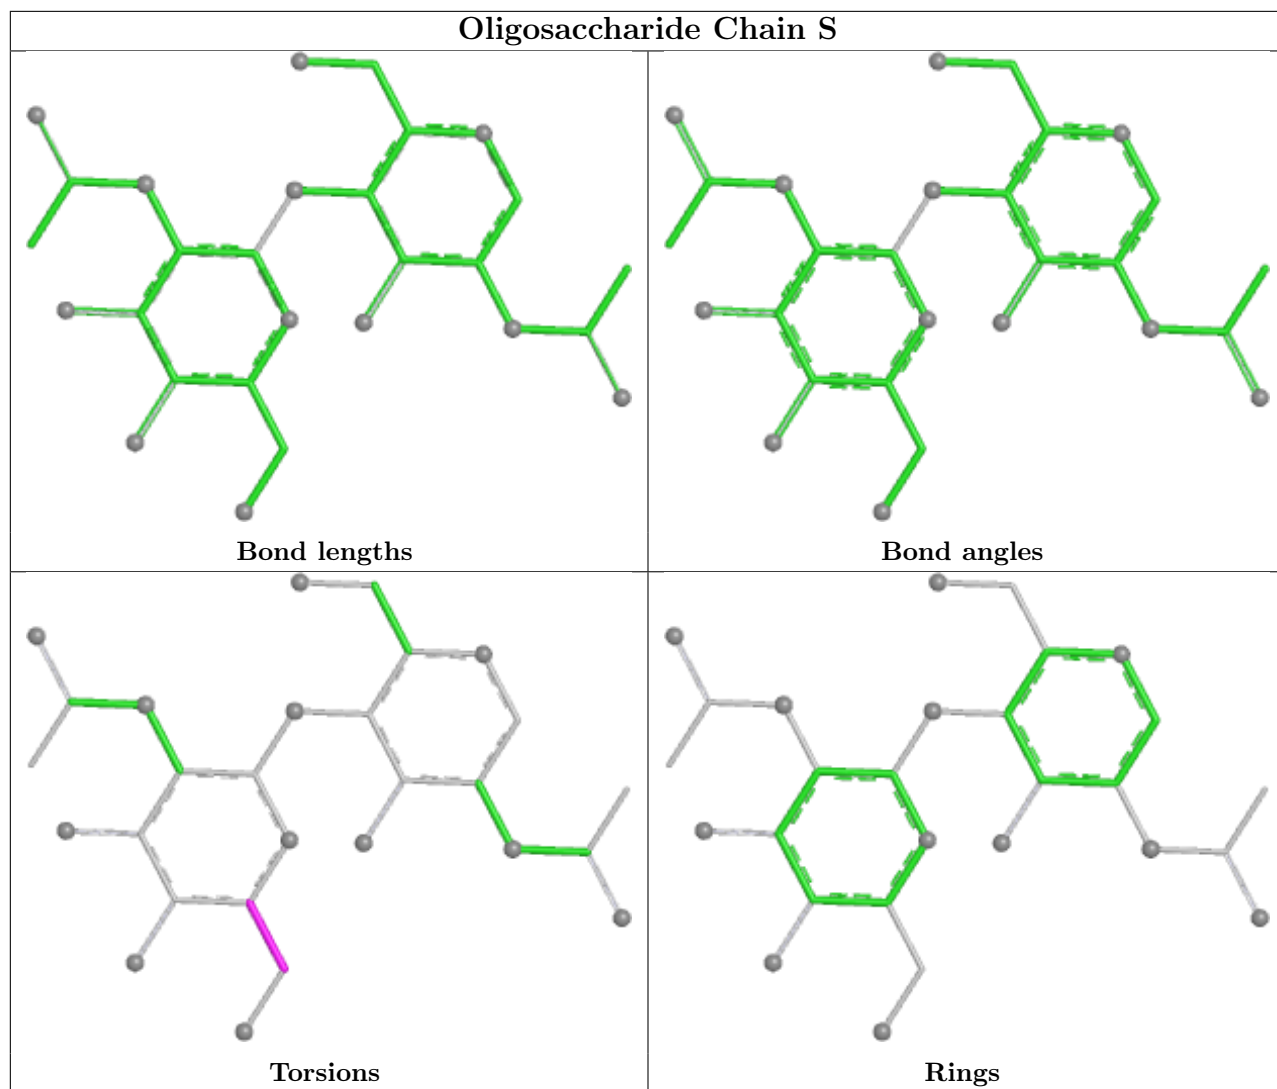 Oligosaccharide Chain S
Bond lengths
Bond angles
Torsions
Rings